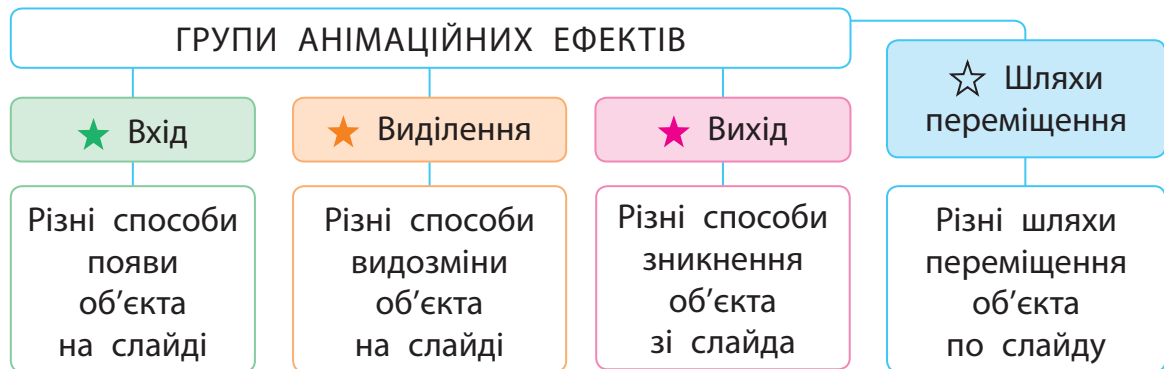 ГРУПИ АНІМАЦІЙНИХ ЕФЕКТІВ
Вхід
Різні способи
появи
об’єкта
на слайді
Виділення
Різні способи
видозміни
об’єкта
на слайді
Вихід
Різні способи
зникнення
об’єкта
зі слайда
Шляхи
переміщення
Різні шляхи
переміщення
об’єкта
по слайду